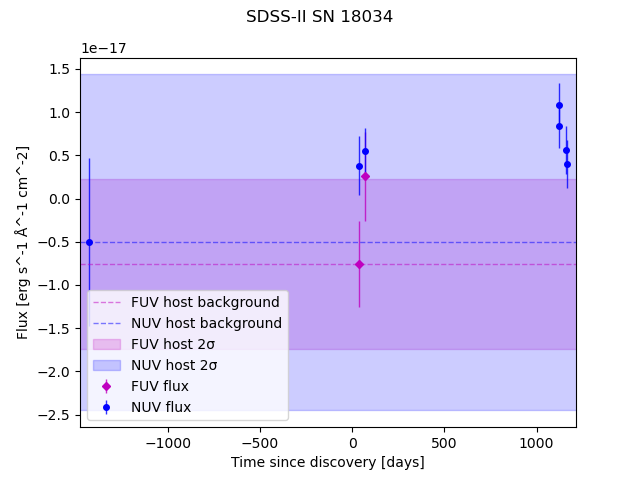 SDSS-II SN 18034
1e−17
Flux [erg s^-1 Å^-1 cm^-2]
1.5
1.0
0.5
0.0
−0.5
−1.0
−1.5
−2.0
−2.5
FUV host background
NUV host background
FUV host 2σ
NUV host 2σ
FUV flux
NUV flux
−1000
−500
0
500
1000
Time since discovery [days]